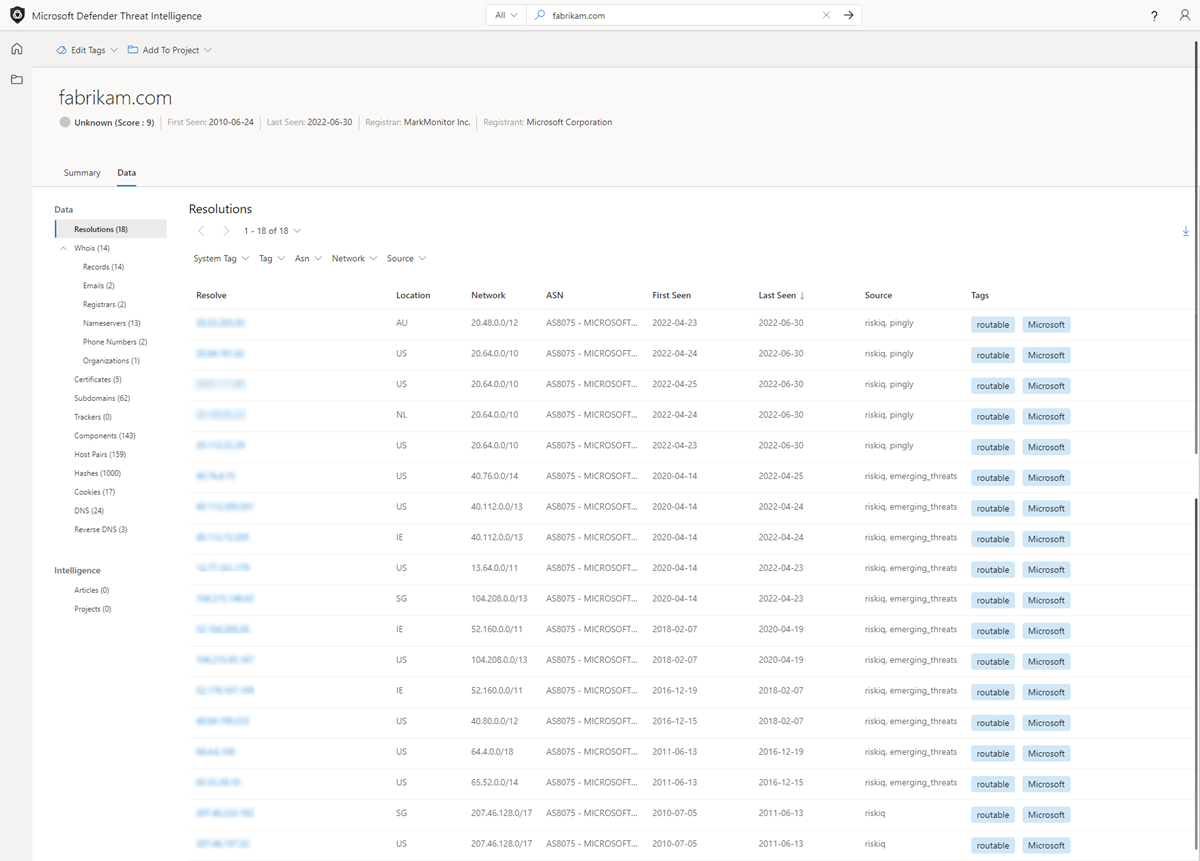 Microsoft Defender Threat Intelligence All fabrikam.com ?
Edit Tags Add To Project
fabrikam.com
Unknown (Score : 9) First Seen: 2010-06-24 Last Seen: 2022-06-30 Registrar: MarkMonitor Inc. Registrant: Microsoft Corporation
Summary Data
Data
Resolutions (18)
Whois (14)
Records (14)
Emails (2)
Registrars (2)
Nameservers (13)
Phone Numbers (2)
Organizations (1)
Certificates (5)
Subdomains (62)
Trackers (0)
Components (143)
Host Pairs (159)
Hashes (1000)
Cookies (17)
DNS (24)
Reverse DNS (3)
Intelligence
Articles (0)
Projects (0)
Resolutions
1 - 18 of 18
System Tag Tag Asn Network Source
Resolve Location Network ASN First Seen Last Seen ↓ Source Tags
AU 20.48.0.0/12 AS8075 - MICROSOFT... 2022-04-23 2022-06-30 riskiq, pingly routable Microsoft
US 20.64.0.0/10 AS8075 - MICROSOFT... 2022-04-24 2022-06-30 riskiq, pingly routable Microsoft
US 20.64.0.0/10 AS8075 - MICROSOFT... 2022-04-25 2022-06-30 riskiq, pingly routable Microsoft
NL 20.64.0.0/10 AS8075 - MICROSOFT... 2022-04-24 2022-06-30 riskiq, pingly routable Microsoft
US 20.64.0.0/10 AS8075 - MICROSOFT... 2022-04-23 2022-06-30 riskiq, pingly routable Microsoft
US 40.76.0.0/14 AS8075 - MICROSOFT... 2020-04-14 2022-04-25 riskiq, emerging_threats routable Microsoft
US 40.112.0.0/13 AS8075 - MICROSOFT... 2020-04-14 2022-04-24 riskiq, emerging_threats routable Microsoft
IE 40.112.0.0/13 AS8075 - MICROSOFT... 2020-04-14 2022-04-24 riskiq, emerging_threats routable Microsoft
US 13.64.0.0/11 AS8075 - MICROSOFT... 2020-04-14 2022-04-23 riskiq, emerging_threats routable Microsoft
SG 104.208.0.0/13 AS8075 - MICROSOFT... 2020-04-14 2022-04-23 riskiq, emerging_threats routable Microsoft
IE 52.160.0.0/11 AS8075 - MICROSOFT... 2018-02-07 2020-04-19 riskiq, emerging_threats routable Microsoft
US 104.208.0.0/13 AS8075 - MICROSOFT... 2018-02-07 2020-04-19 riskiq, emerging_threats routable Microsoft
IE 52.160.0.0/11 AS8075 - MICROSOFT... 2016-12-19 2018-02-07 riskiq, emerging_threats routable Microsoft
US 40.80.0.0/12 AS8075 - MICROSOFT... 2016-12-15 2018-02-07 riskiq, emerging_threats routable Microsoft
US 64.4.0.0/18 AS8075 - MICROSOFT... 2011-06-13 2016-12-19 riskiq, emerging_threats routable Microsoft
US 65.52.0.0/14 AS8075 - MICROSOFT... 2011-06-13 2016-12-15 riskiq, emerging_threats routable Microsoft
SG 207.46.128.0/17 AS8075 - MICROSOFT... 2010-07-05 2011-06-13 riskiq routable Microsoft
US 207.46.128.0/17 AS8075 - MICROSOFT... 2010-07-05 2011-06-13 riskiq routable Microsoft